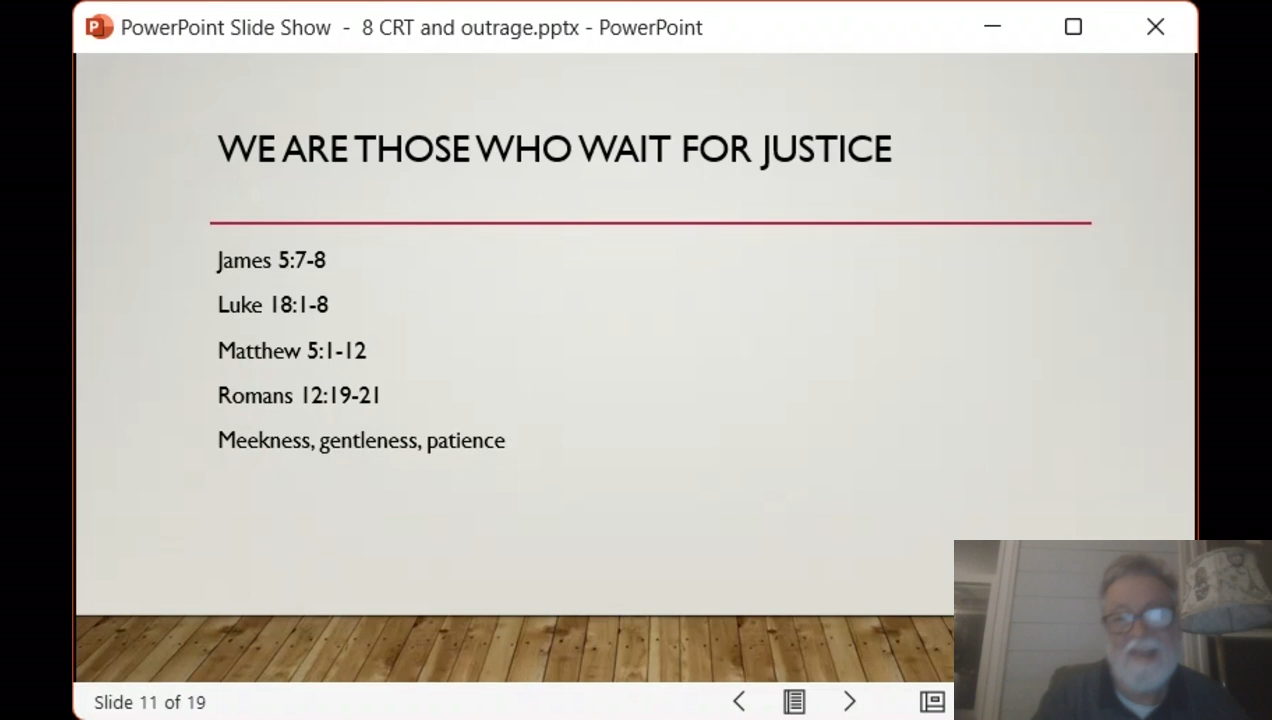 PowerPoint Slide Show - 8 CRT and outrage.pptx - PowerPoint
WE ARE THOSE WHO WAIT FOR JUSTICE
James 5:7-8
Luke 18:1-8
Matthew 5:1-12
Romans 12:19-21
Meekness, gentleness, patience
Slide 11 of 19